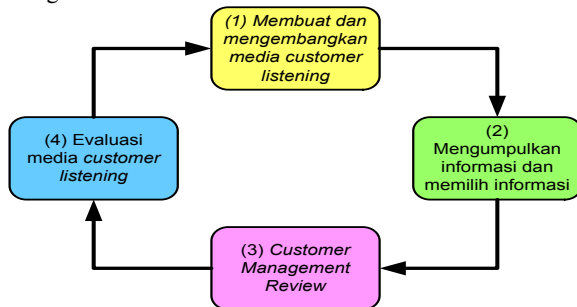 (1) Membuat dan
mengembangkan
media customer
listening
(2)
Mengumpulkan
informasi dan
memilih informasi
(3) Customer
Management
Review
(4) Evaluasi
media customer
listening